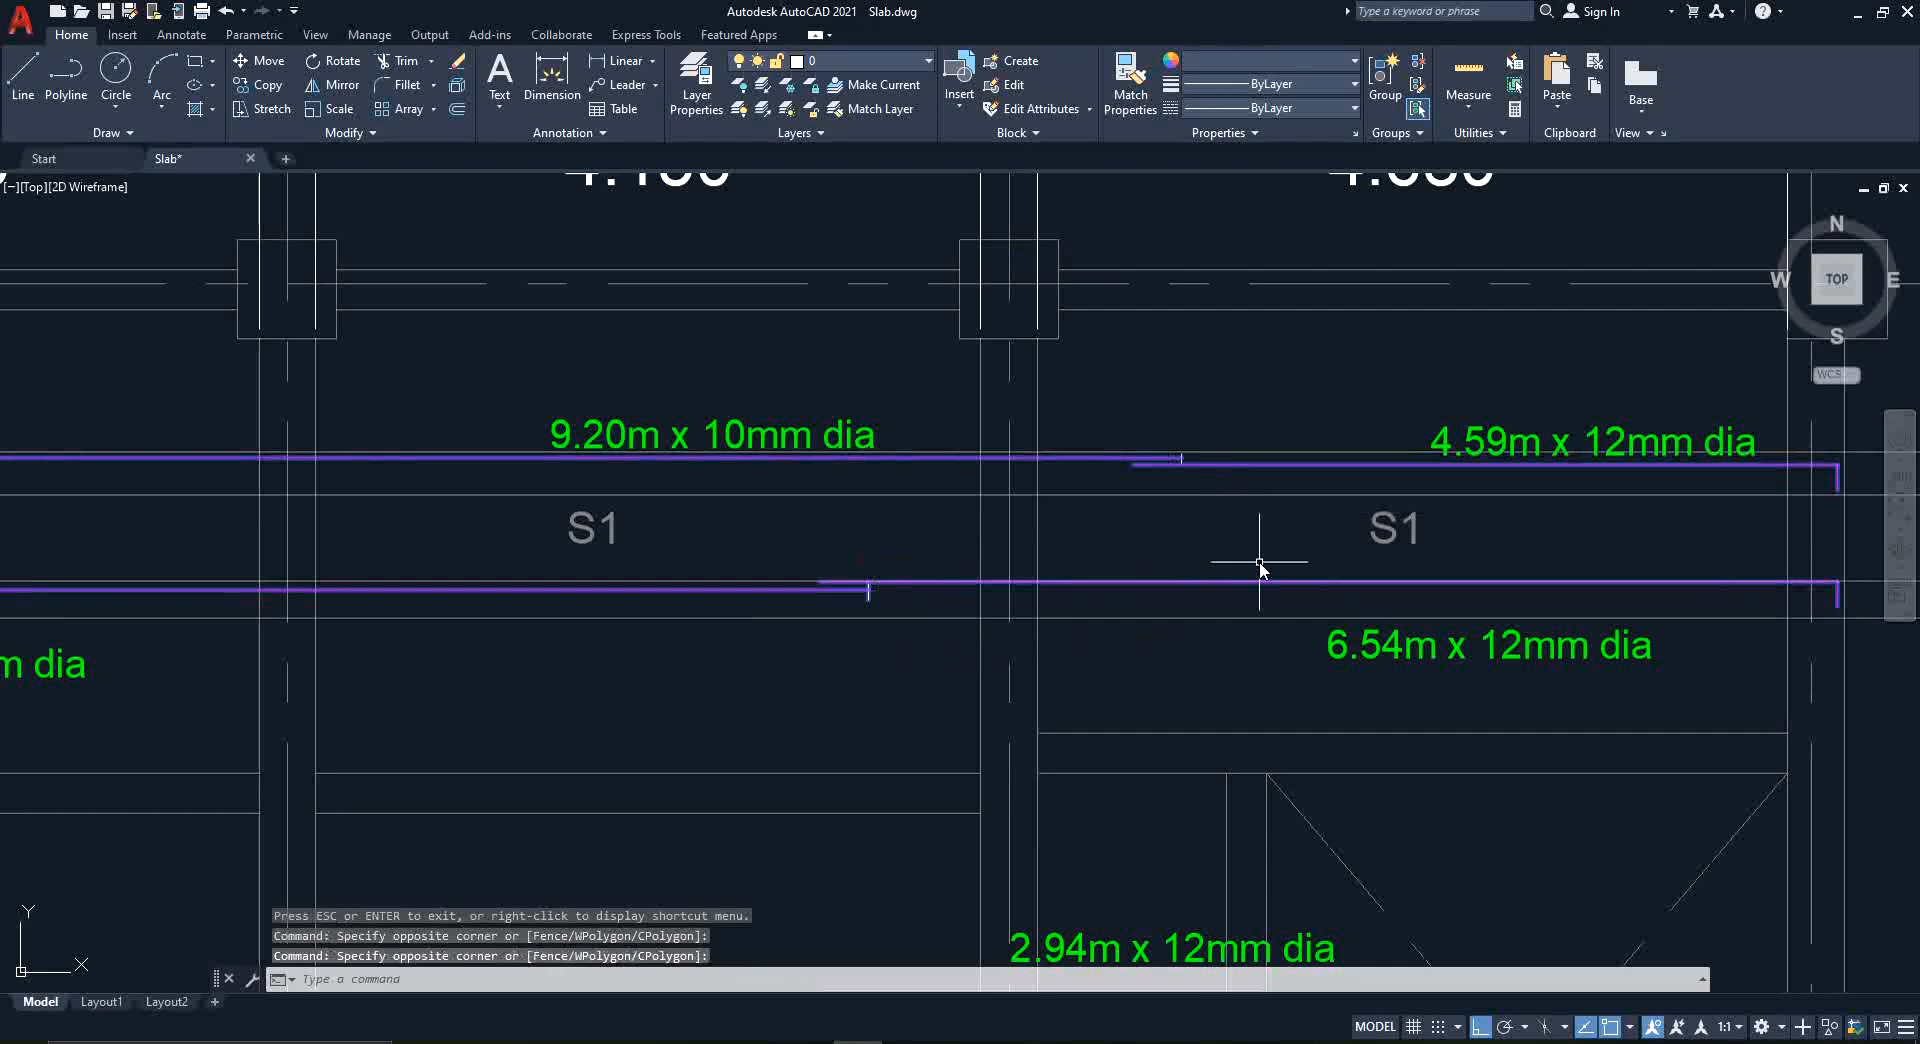 Autodesk AutoCAD 2021 Slab.dwg
Type a keyword or phrase
Sign In
Home Insert Annotate Parametric View Manage Output Add-ins Collaborate Express Tools Featured Apps
Line Polyline Circle Arc
Move Rotate Trim
Copy Mirror Fillet
Stretch Scale Array
Text Dimension
Linear
Leader
Table
Layer Properties
0
Make Current
Match Layer
Insert
Create
Edit
Edit Attributes
Match Properties
ByLayer
ByLayer
Group
Measure
Paste
Base
Draw Modify Annotation Layers Block Properties Groups Utilities Clipboard View
Start Slab*
[−][Top][2D Wireframe]
N
W TOP E
S
WCS
9.20m x 10mm dia
4.59m x 12mm dia
S1 S1
6.54m x 12mm dia
m dia
2.94m x 12mm dia
Y
X
Press ESC or ENTER to exit, or right-click to display shortcut menu.
Command: Specify opposite corner or [Fence/WPolygon/CPolygon]:
Command: Specify opposite corner or [Fence/WPolygon/CPolygon]:
Type a command
Model Layout1 Layout2
MODEL 1:1